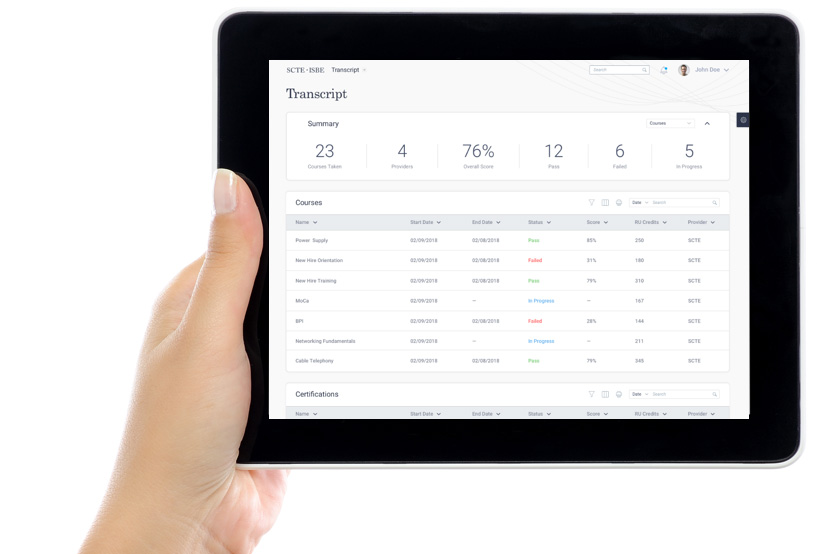 SCTE • ISBE Transcript
Search
John Doe
Transcript
Summary
Courses
23 4 76% 12 6 5
Courses Taken Providers Overall Score Pass Failed In Progress
Courses
Date Search
Name Start Date End Date Status Score RU Credits Provider
Power Supply 02/09/2018 02/08/2018 Pass 85% 250 SCTE
New Hire Orientation 02/09/2018 02/08/2018 Failed 31% 180 SCTE
New Hire Training 02/09/2018 02/08/2018 Pass 79% 310 SCTE
MoCa 02/09/2018 – In Progress – 167 SCTE
BPI 02/09/2018 02/08/2018 Failed 28% 144 SCTE
Networking Fundamentals 02/09/2018 – In Progress – 211 SCTE
Cable Telephony 02/09/2018 02/08/2018 Pass 79% 345 SCTE
Certifications
Date Search
Name Start Date End Date Status Score RU Credits Provider